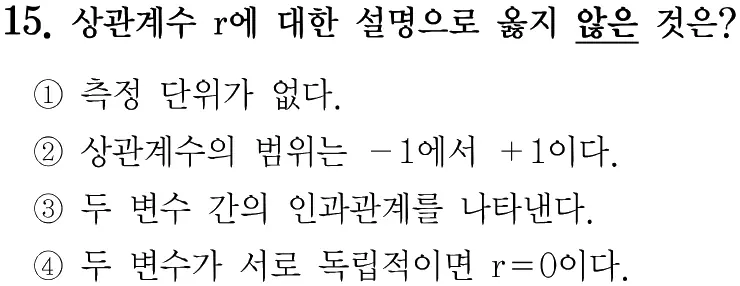 15. 상관계수 r에 대한 설명으로 옳지 않은 것은?
① 측정 단위가 없다.
② 상관계수의 범위는 -1에서 +1이다.
③ 두 변수 간의 인과관계를 나타낸다.
④ 두 변수가 서로 독립적이면 r=0이다.